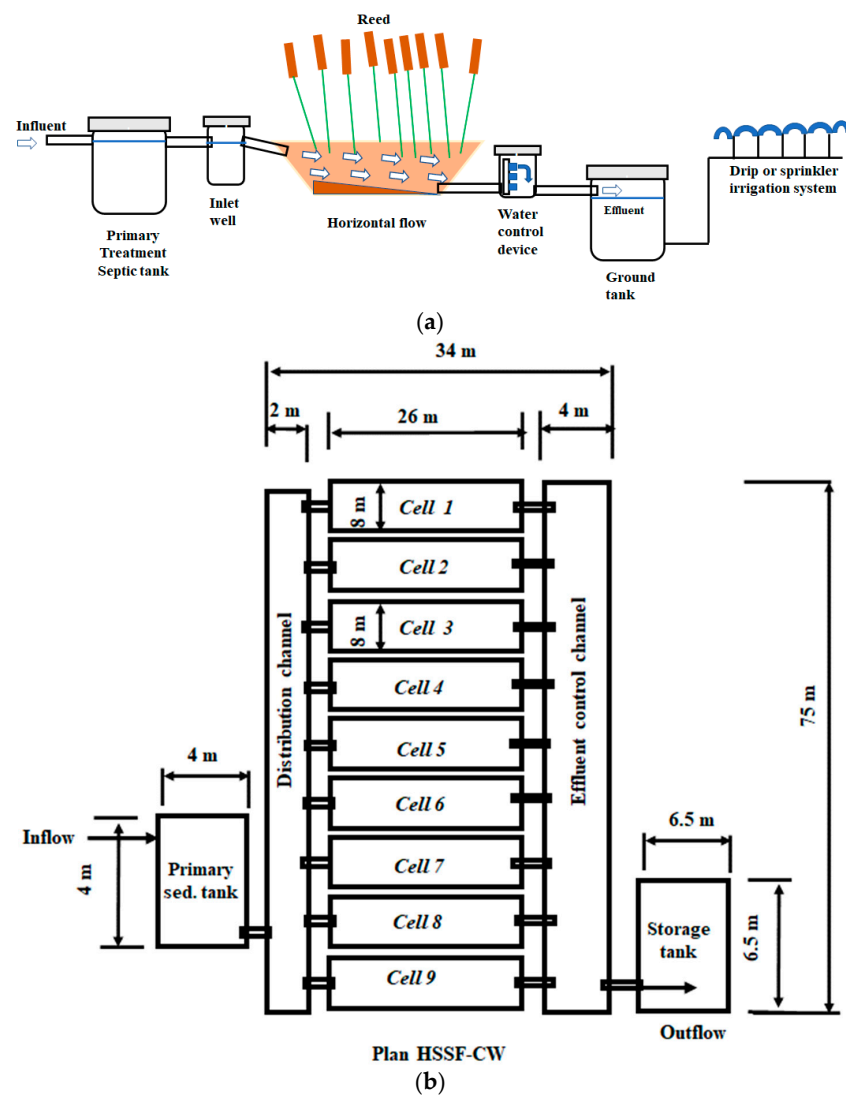 Reed
Influent
Inlet
well
Primary
Treatment
Septic tank
Horizontal flow
Water
control
device
Effluent
Ground
tank
Drip or sprinkler
irrigation system
(a)
34 m
2 m
26 m
4 m
8 m
Cell 1
Cell 2
8 m
Cell 3
Cell 4
Cell 5
Cell 6
Cell 7
Cell 8
Cell 9
Distribution channel
Effluent control channel
75 m
4 m
Inflow
4 m
Primary
sed. tank
6.5 m
6.5 m
Storage
tank
Outflow
Plan HSSF-CW
(b)